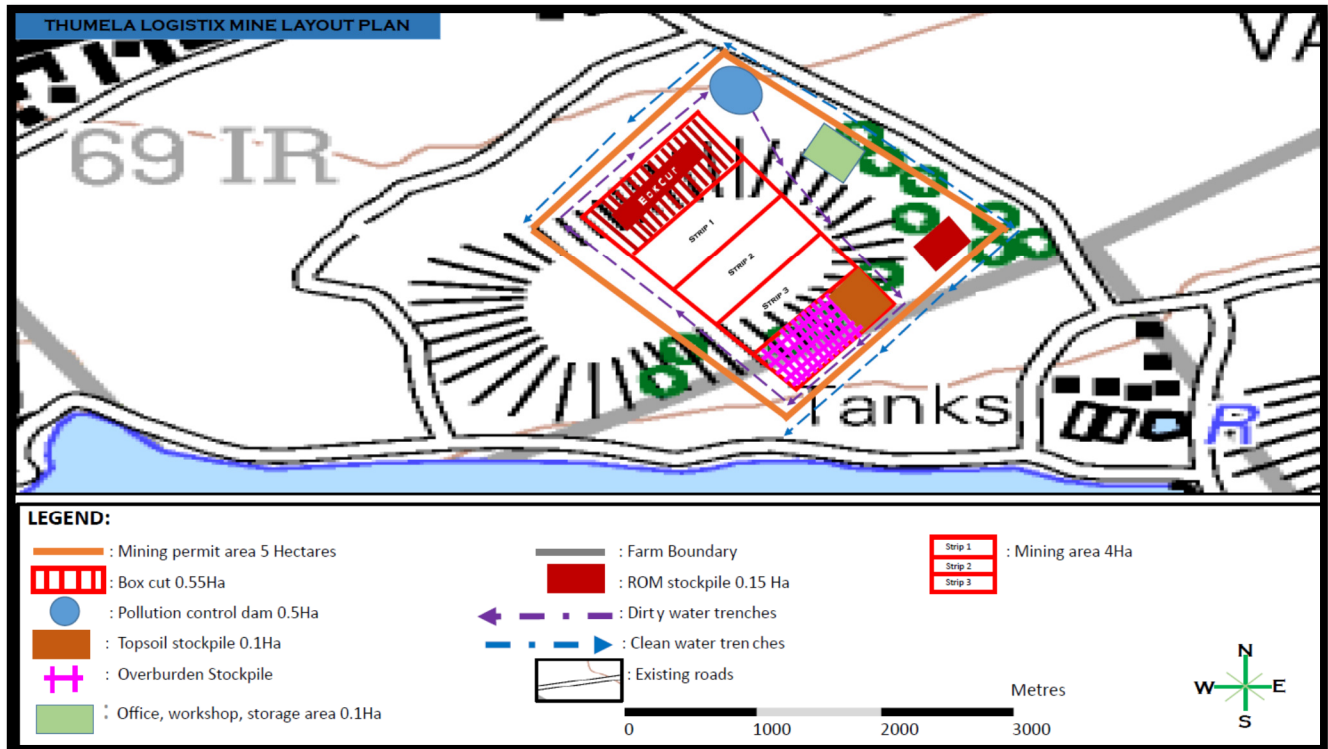 THUMELA LOGISTIX MINE LAYOUT PLAN
VA
69 IR
BOXCUT
STRIP 1
STRIP 2
STRIP 3
Tanks
R
LEGEND:
: Mining permit area 5 Hectares
: Box cut 0.55Ha
: Pollution control dam 0.5Ha
: Topsoil stockpile 0.1Ha
: Overburden Stockpile
: Office, workshop, storage area 0.1Ha
: Farm Boundary
: ROM stockpile 0.15 Ha
: Dirty water trenches
: Clean water trenches
: Existing roads
Strip 1
Strip 2
Strip 3
: Mining area 4Ha
Metres
0 1000 2000 3000
N
W E
S